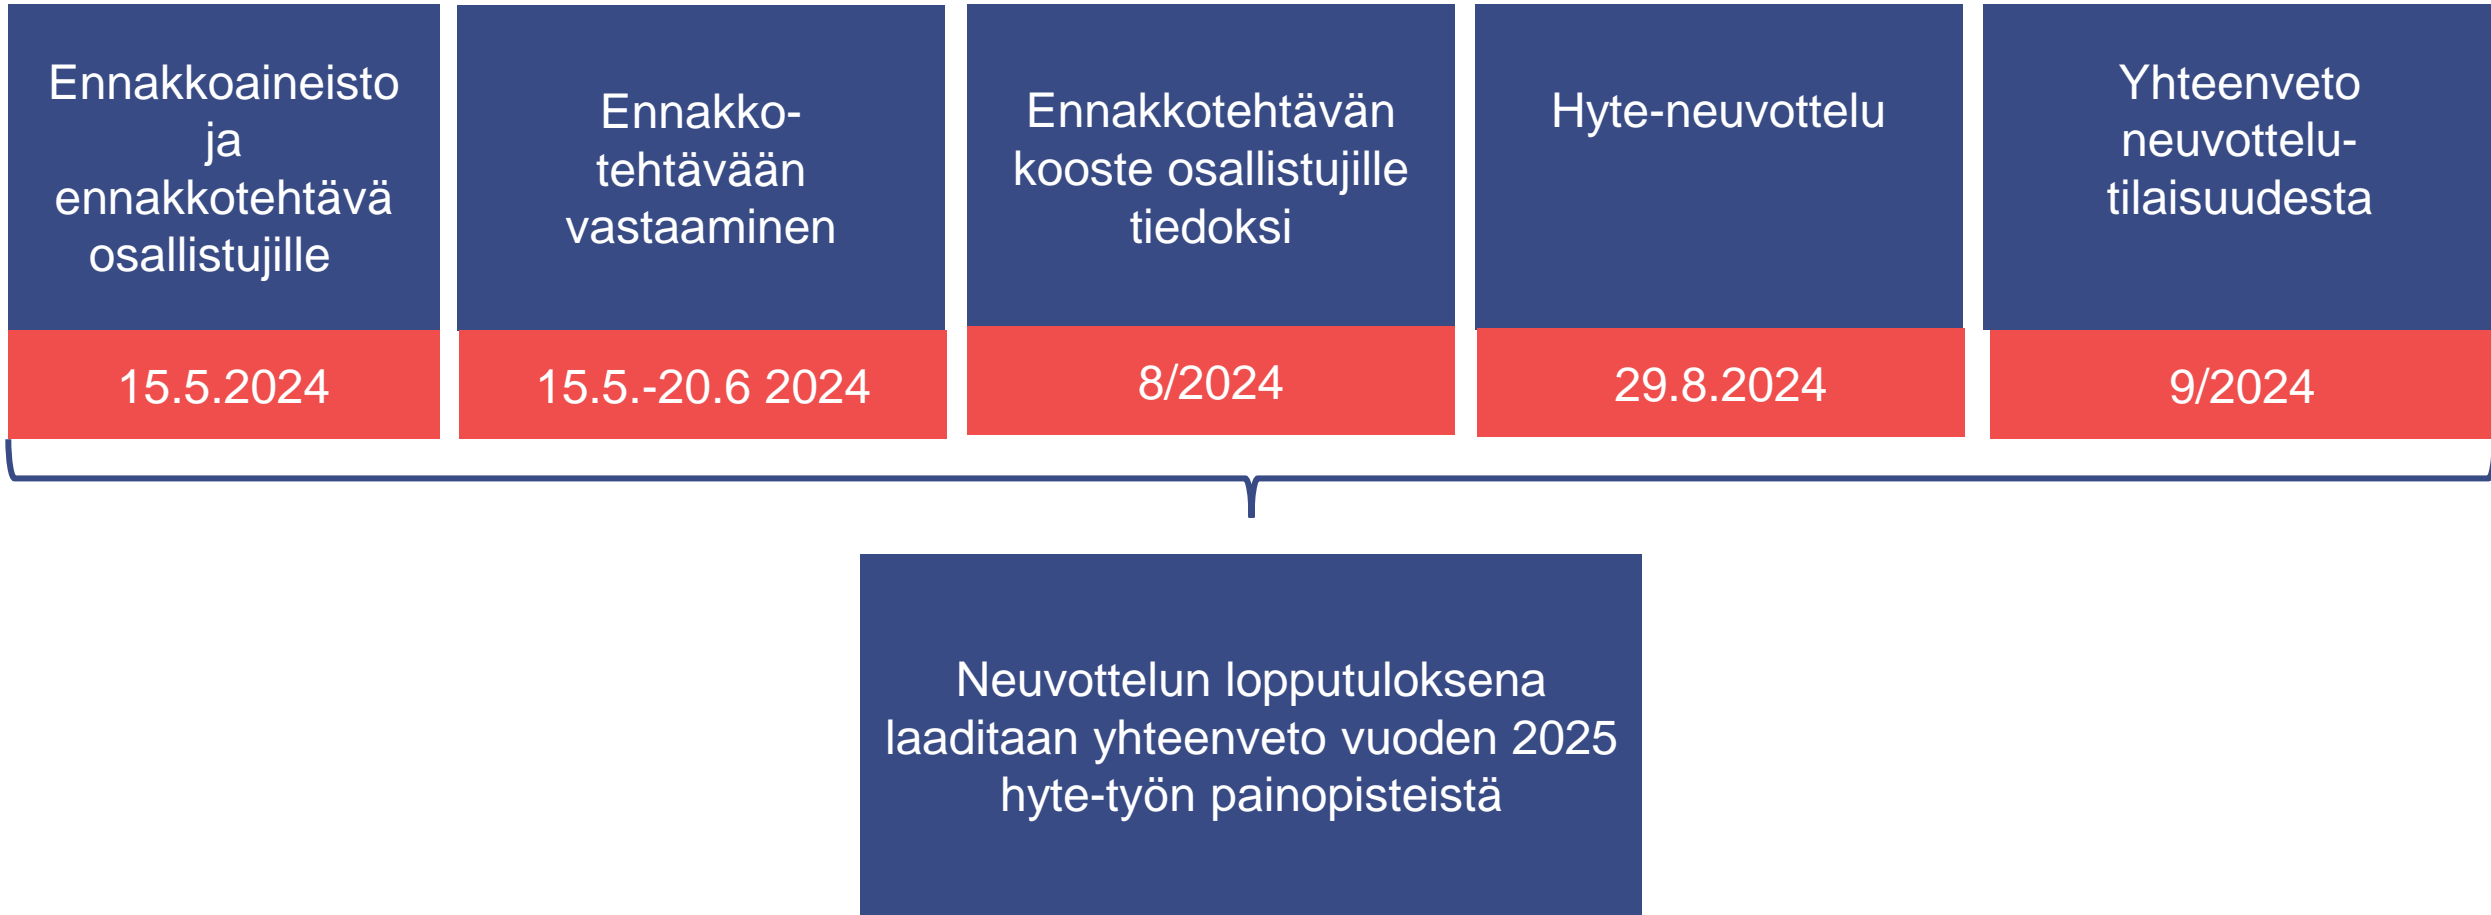 Ennakkoaineisto
ja
ennakkotehtävä
osallistujille
15.5.2024
Ennakko-
tehtävään
vastaaminen
15.5.-20.6 2024
Ennakkotehtävän
kooste osallistujille
tiedoksi
8/2024
Hyte-neuvottelu
29.8.2024
Yhteenveto
neuvottelu-
tilaisuudesta
9/2024
Neuvottelun lopputuloksena
laaditaan yhteenveto vuoden 2025
hyte-työn painopisteistä